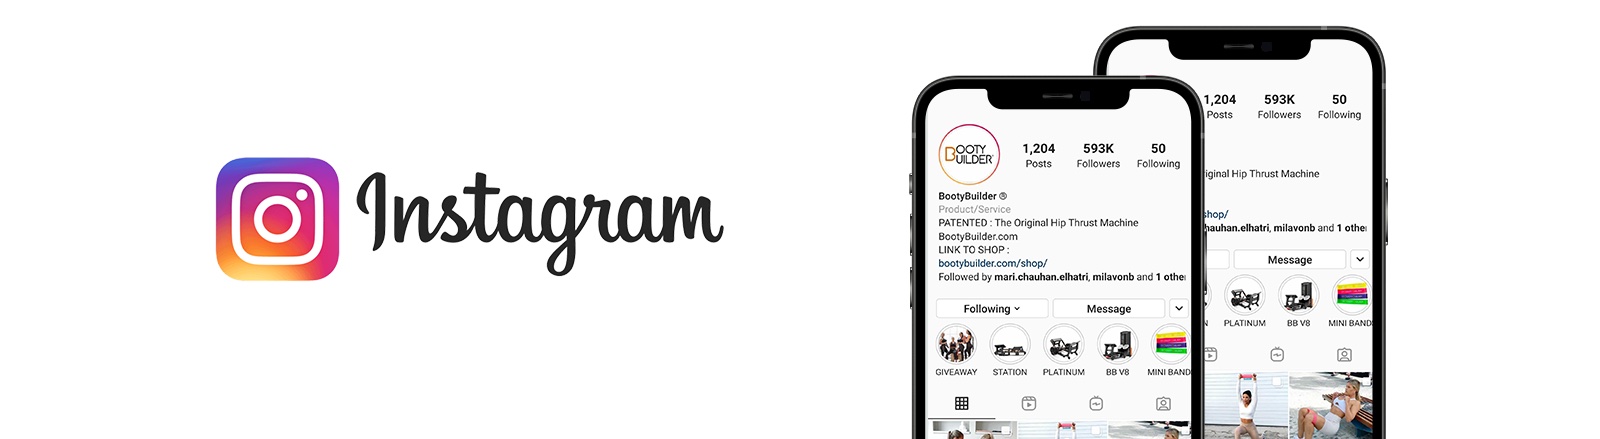 Instagram
BOOTY
BUILDER
1,204 593K 50
Posts Followers Following
BootyBuilder ®
Product/Service
PATENTED : The Original Hip Thrust Machine
BootyBuilder.com
LINK TO SHOP :
bootybuilder.com/shop/
Followed by mari.chauhan.elhatri, milavonb and 1 other
Following Message
GIVEAWAY STATION PLATINUM BB V8 MINI BAND
1,204 593K 50
Posts Followers Following
iginal Hip Thrust Machine
shop/
hauhan.elhatri, milavonb and 1 other
Message
N PLATINUM BB V8 MINI BAND